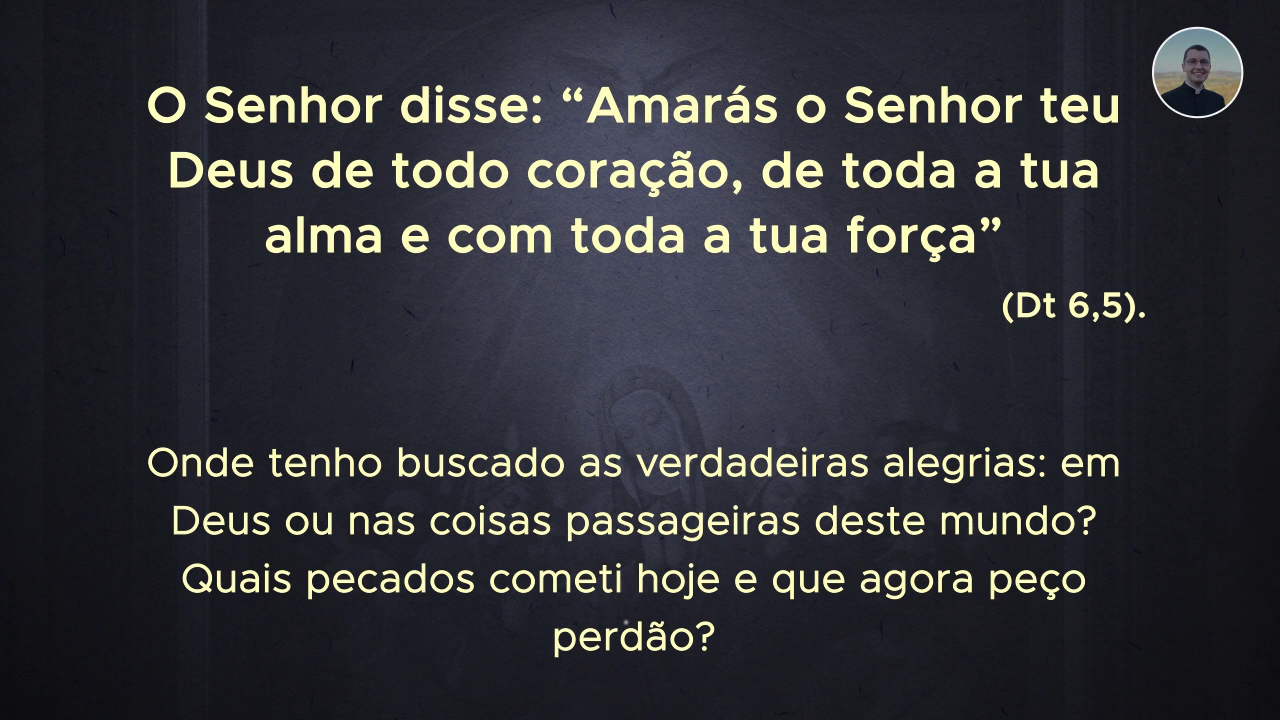 O Senhor disse: “Amarás o Senhor teu
Deus de todo coração, de toda a tua
alma e com toda a tua força”
(Dt 6,5).
Onde tenho buscado as verdadeiras alegrias: em
Deus ou nas coisas passageiras deste mundo?
Quais pecados cometi hoje e que agora peço
perdão?